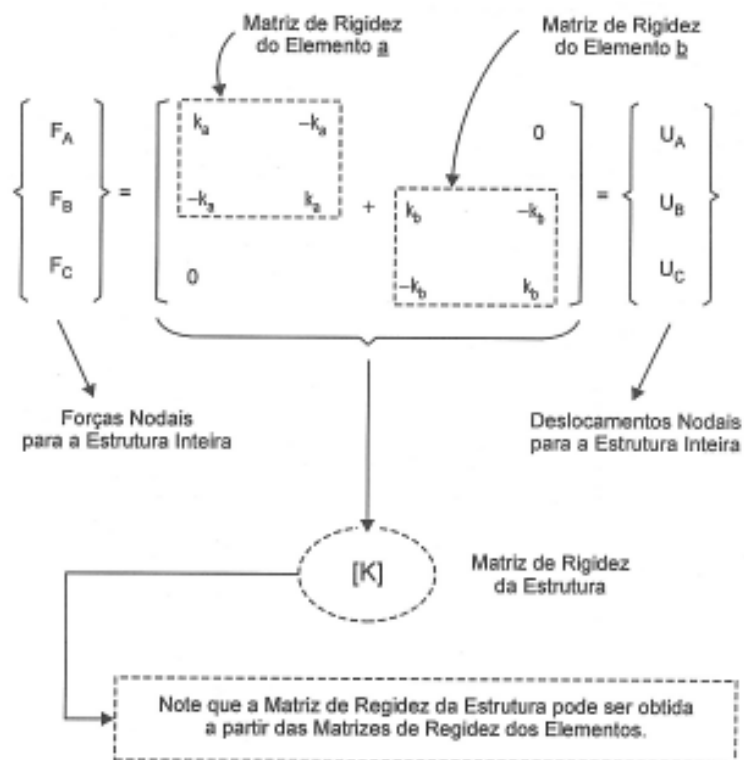 Matriz de Rigidez
do Elemento a
Matriz de Rigidez
do Elemento b
F_A
F_B
F_C
=
k_a -k_a 0
-k_a k_a + k_b -k_b
0 -k_b k_b
=
U_A
U_B
U_C
Forças Nodais
para a Estrutura Inteira
Deslocamentos Nodais
para a Estrutura Inteira
[K]
Matriz de Rigidez
da Estrutura
Note que a Matriz de Regidez da Estrutura pode ser obtida
a partir das Matrizes de Regidez dos Elementos.